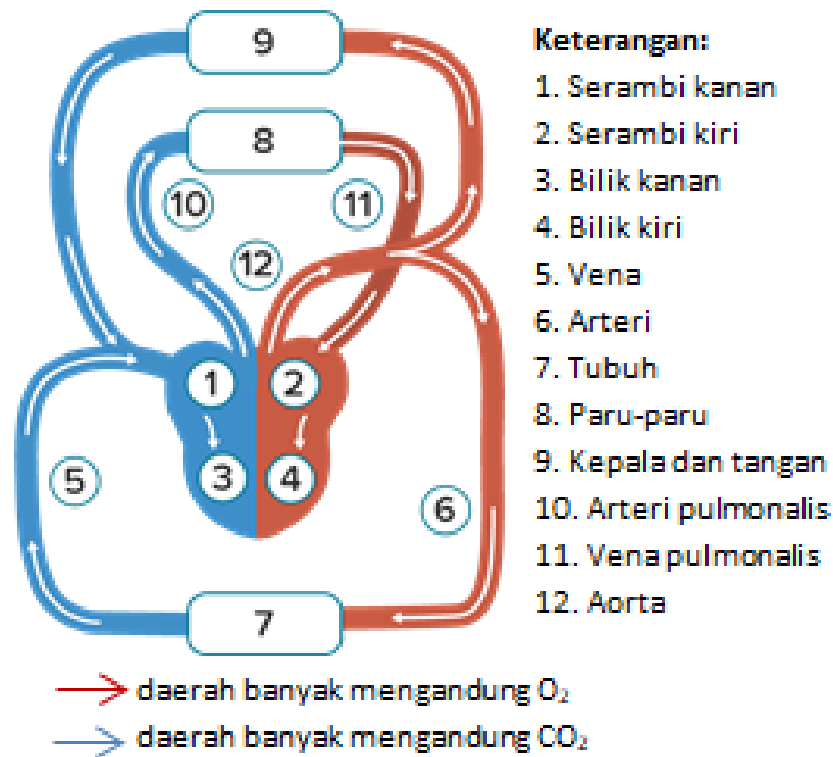 9
8
10
11
12
1
2
3
4
5
6
7
Keterangan:
1. Serambi kanan
2. Serambi kiri
3. Bilik kanan
4. Bilik kiri
5. Vena
6. Arteri
7. Tubuh
8. Paru-paru
9. Kepala dan tangan
10. Arteri pulmonalis
11. Vena pulmonalis
12. Aorta
daerah banyak mengandung O₂
daerah banyak mengandung CO₂